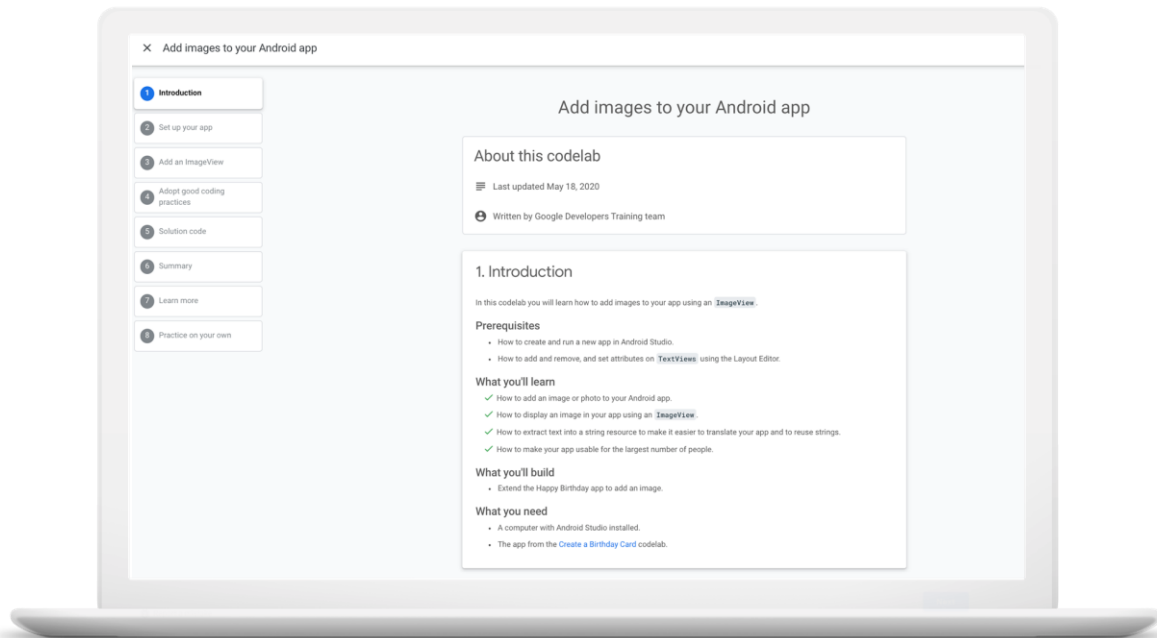 Add images to your Android app
1 Introduction
2 Set up your app
3 Add an ImageView
4 Adopt good coding
practices
5 Solution code
6 Summary
7 Learn more
8 Practice on your own
Add images to your Android app
About this codelab
Last updated May 18, 2020
Written by Google Developers Training team
1. Introduction
In this codelab you will learn how to add images to your app using an ImageView.
Prerequisites
• How to create and run a new app in Android Studio.
• How to add and remove, and set attributes on TextViews using the Layout Editor.
What you'll learn
✓ How to add an image or photo to your Android app.
✓ How to display an image in your app using an ImageView.
✓ How to extract text into a string resource to make it easier to translate your app and to reuse strings.
✓ How to make your app usable for the largest number of people.
What you'll build
• Extend the Happy Birthday app to add an image.
What you need
• A computer with Android Studio installed.
• The app from the Create a Birthday Card codelab.